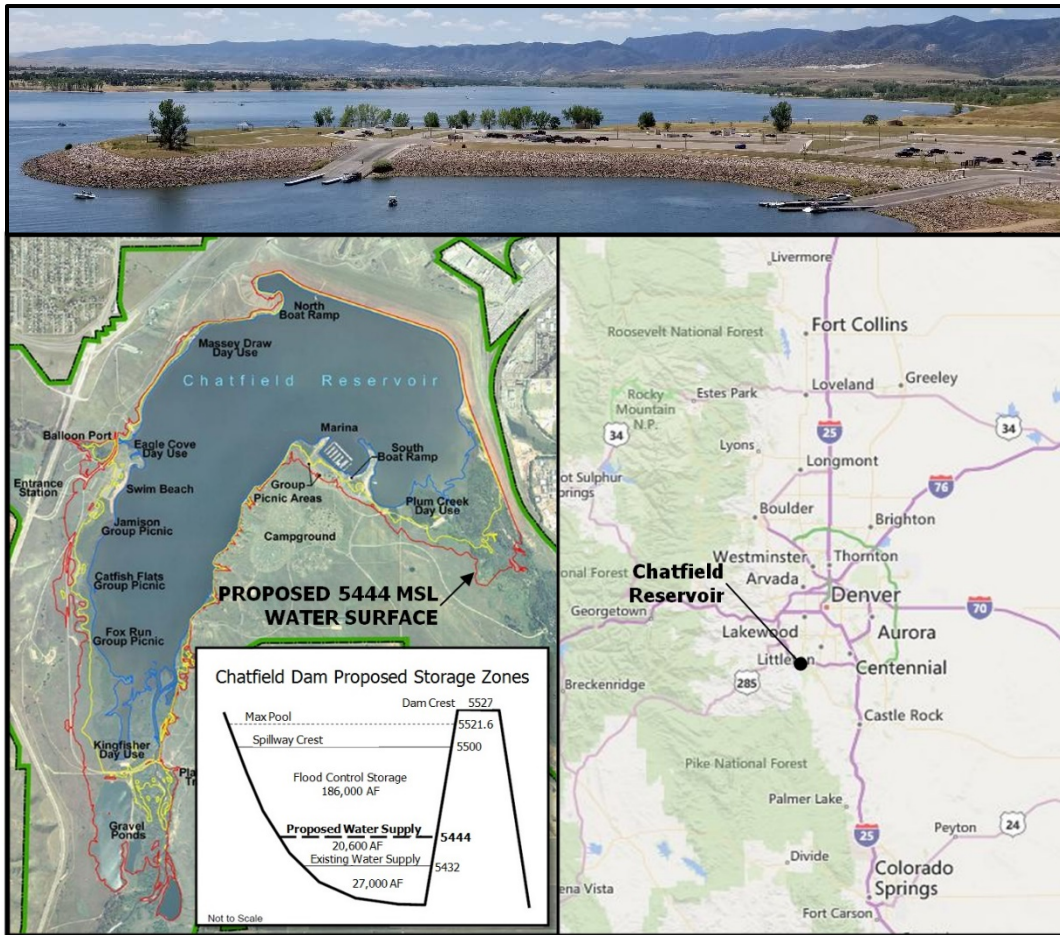 North
Boat Ramp
Massey Draw
Day Use
Chatfield Reservoir
Balloon Port
Eagle Cove
Day Use
Marina
South
Boat Ramp
Entrance
Station
Swim Beach
Group
Picnic Areas
Plum Creek
Day Use
Jamison
Group Picnic
Campground
Catfish Flats
Group Picnic
PROPOSED 5444 MSL
WATER SURFACE
Fox Run
Group Picnic
Kingfisher
Day Use
Gravel
Ponds
Chatfield Dam Proposed Storage Zones
Dam Crest 5527
Max Pool
5521.6
Spillway Crest
5500
Flood Control Storage
186,000 AF
Proposed Water Supply
5444
20,600 AF
Existing Water Supply
5432
27,000 AF
Not to Scale
Livermore
Fort Collins
Roosevelt National Forest
Greeley
Estes Park
Loveland
Rocky
Mountain
N.P.
34
25
34
Lyons
Longmont
Sulphur
Springs
76
Boulder
Brighton
Westminster
Thornton
Chatfield
Reservoir
Arvada
Denver
70
Georgetown
Lakewood
Aurora
Centennial
Breckenridge
285
Castle Rock
Pike National Forest
Palmer Lake
25
Peyton
24
Divide
Vista
Colorado
Springs
Fort Carson